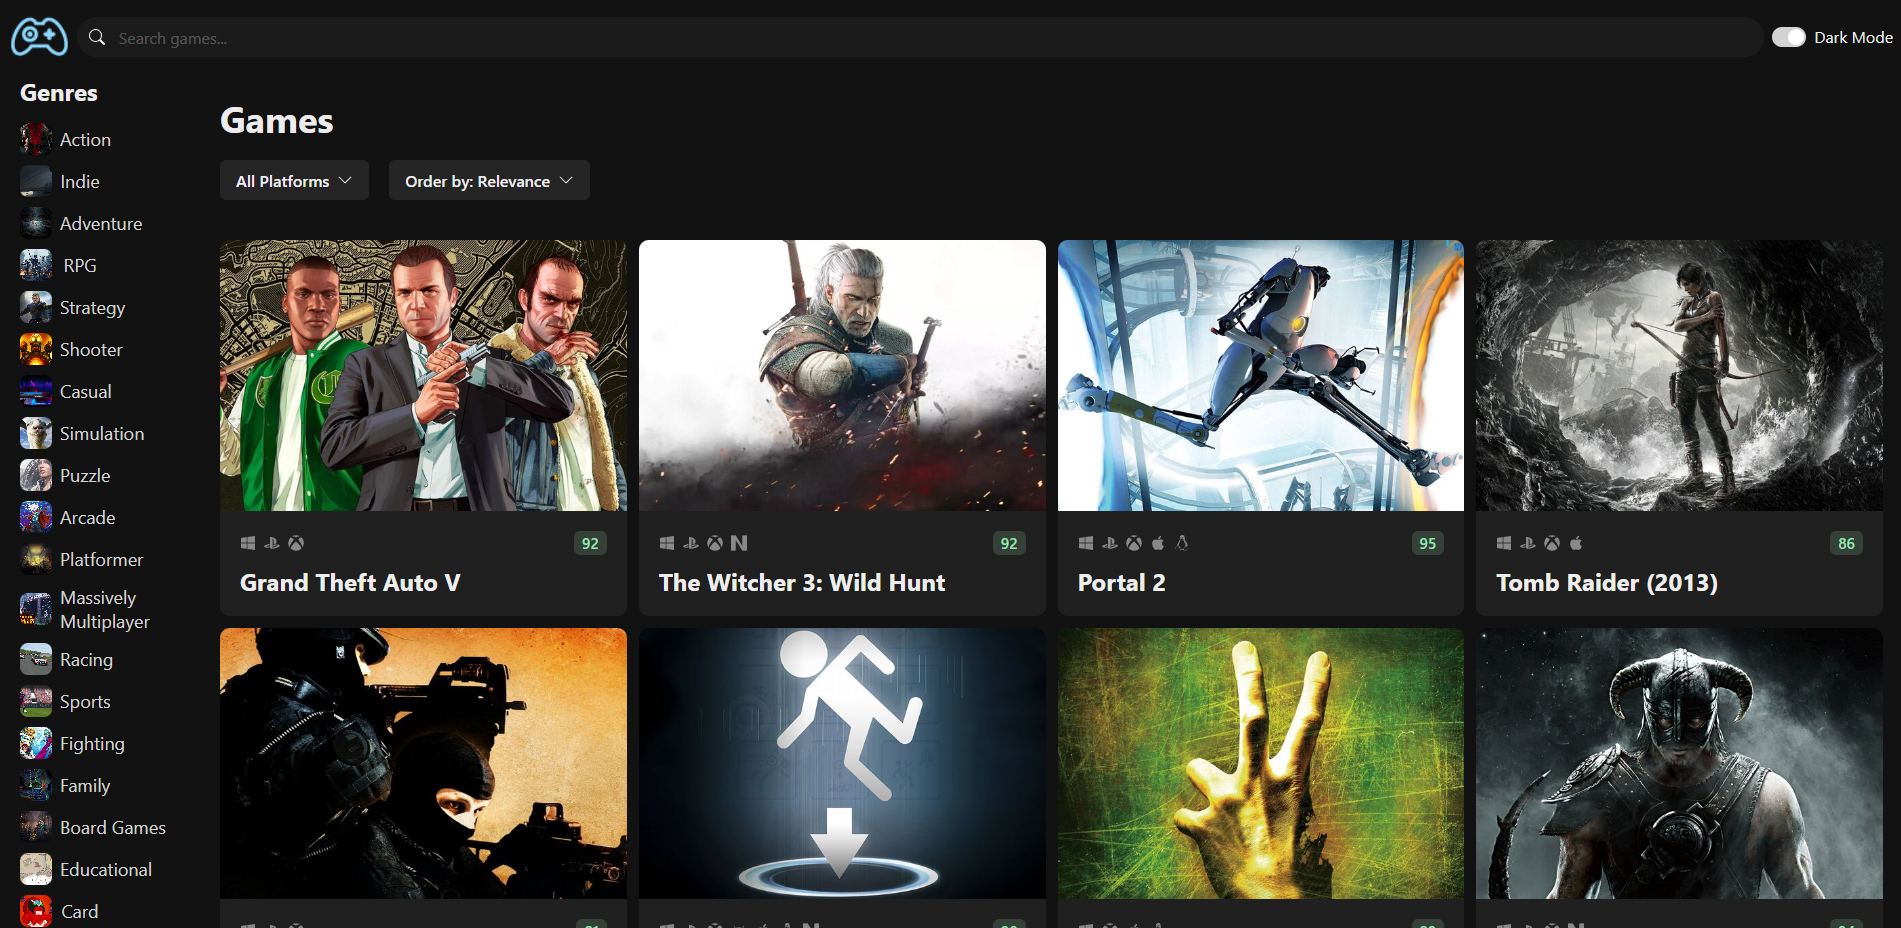 Search games...
Dark Mode
Genres
Action
Indie
Adventure
RPG
Strategy
Shooter
Casual
Simulation
Puzzle
Arcade
Platformer
Massively
Multiplayer
Racing
Sports
Fighting
Family
Board Games
Educational
Card
Games
All Platforms
Order by: Relevance
92
Grand Theft Auto V
92
The Witcher 3: Wild Hunt
95
Portal 2
86
Tomb Raider (2013)